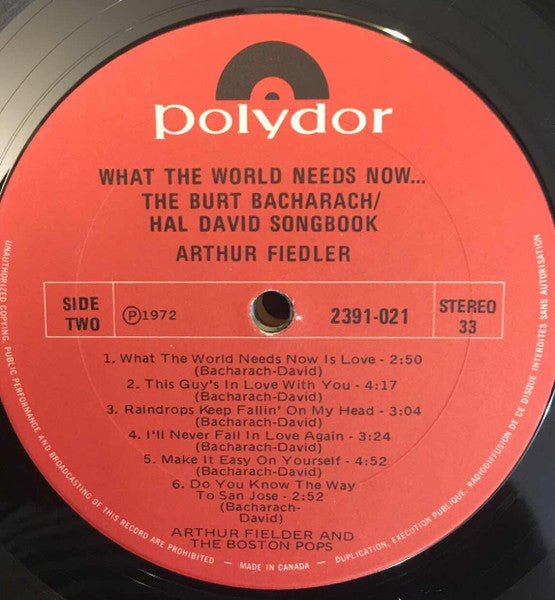 polydor
WHAT THE WORLD NEEDS NOW...
THE BURT BACHARACH/
HAL DAVID SONGBOOK
ARTHUR FIEDLER
SIDE
TWO
Ⓟ1972
2391-021
STEREO
33
1. What The World Needs Now Is Love - 2:50
(Bacharach-David)
2. This Guy's In Love With You - 4:17
(Bacharach-David)
3. Raindrops Keep Fallin' On My Head - 3:04
(Bacharach-David)
4. I'll Never Fall In Love Again - 3:24
(Bacharach-David)
5. Make It Easy On Yourself - 4:52
(Bacharach-David)
6. Do You Know The Way
To San Jose - 2:52
(Bacharach-
David)
ARTHUR FIELDER AND
THE BOSTON POPS
UNAUTHORIZED COPYING, PUBLIC PERFORMANCE AND BROADCASTING OF THIS RECORD ARE PROHIBITED - MADE IN CANADA - DUPLICATION, EXÉCUTION PUBLIQUE, RADIODIFFUSION DE CE DISQUE INTERDITES SANS AUTORISATION